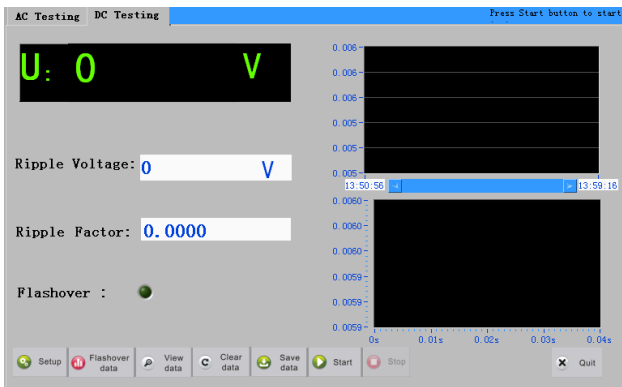 AC Testing
DC Testing
Press Start button to start
U: 0 V
Ripple Voltage: 0 V
Ripple Factor: 0.0000
Flashover :
0.006
0.006
0.006
0.005
0.005
0.005
13:50:56
13:59:16
0.0060
0.0060
0.0060
0.0059
0.0059
0.0059
0s 0.01s 0.02s 0.03s 0.04s
Setup
Flashover
data
View
data
Clear
data
Save
data
Start
Stop
Quit